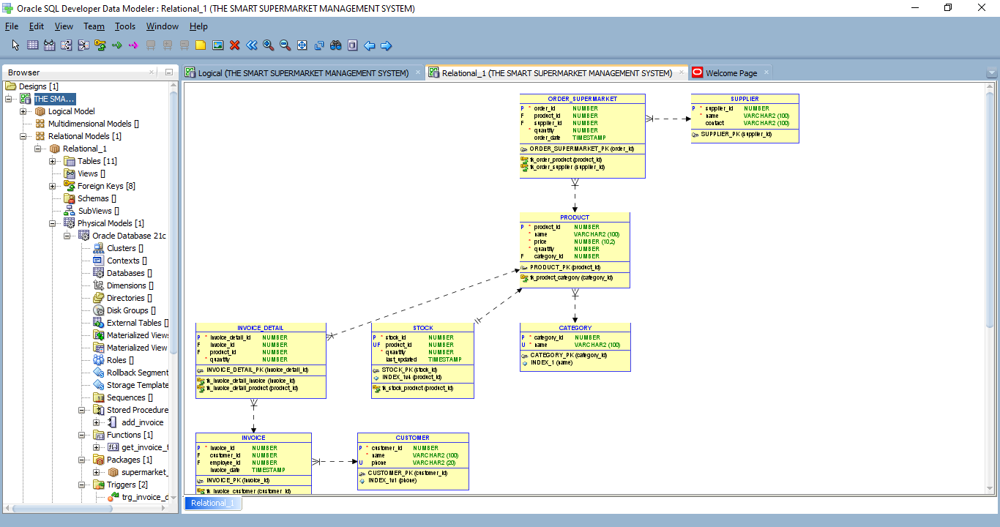 Oracle SQL Developer Data Modeler : Relational_1 (THE SMART SUPERMARKET MANAGEMENT SYSTEM)
File Edit View Team Tools Window Help
Browser
Designs [1]
THE SMA...
Logical Model
Multidimensional Models []
Relational Models [1]
Relational_1
Tables [11]
Views []
Foreign Keys [8]
Schemas []
SubViews []
Physical Models [1]
Oracle Database 21c
Clusters []
Contexts []
Databases []
Dimensions []
Directories []
Disk Groups []
External Tables []
Materialized Views
Materialized View
Roles []
Rollback Segment
Storage Template
Sequences []
Stored Procedure
add_invoice
Functions [1]
get_invoice_t
Packages [1]
supermarket_
Triggers [2]
trg_invoice_d
Logical (THE SMART SUPERMARKET MANAGEMENT SYSTEM)
Relational_1 (THE SMART SUPERMARKET MANAGEMENT SYSTEM)
Welcome Page
ORDER_SUPERMARKET
P * order_id NUMBER
F product_id NUMBER
F supplier_id NUMBER
* quantity NUMBER
order_date TIMESTAMP
ORDER_SUPERMARKET_PK (order_id)
fk_order_product (product_id)
fk_order_supplier (supplier_id)
SUPPLIER
P * supplier_id NUMBER
* name VARCHAR2 (100)
contact VARCHAR2 (100)
SUPPLIER_PK (supplier_id)
PRODUCT
P * product_id NUMBER
* name VARCHAR2 (100)
* price NUMBER (10,2)
* quantity NUMBER
F category_id NUMBER
PRODUCT_PK (product_id)
fk_product_category (category_id)
INVOICE_DETAIL
P * invoice_detail_id NUMBER
F invoice_id NUMBER
F product_id NUMBER
* quantity NUMBER
INVOICE_DETAIL_PK (invoice_detail_id)
fk_invoice_detail_invoice (invoice_id)
fk_invoice_detail_product (product_id)
STOCK
P * stock_id NUMBER
UF product_id NUMBER
* quantity NUMBER
last_updated TIMESTAMP
STOCK_PK (stock_id)
INDEX_1v4 (product_id)
fk_stock_product (product_id)
CATEGORY
P * category_id NUMBER
U * name VARCHAR2 (100)
CATEGORY_PK (category_id)
INDEX_1 (name)
INVOICE
P * invoice_id NUMBER
F customer_id NUMBER
F employee_id NUMBER
invoice_date TIMESTAMP
INVOICE_PK (invoice_id)
fk_invoice_customer (customer_id)
CUSTOMER
P * customer_id NUMBER
* name VARCHAR2 (100)
U phone VARCHAR2 (20)
CUSTOMER_PK (customer_id)
INDEX_1v1 (phone)
Relational_1